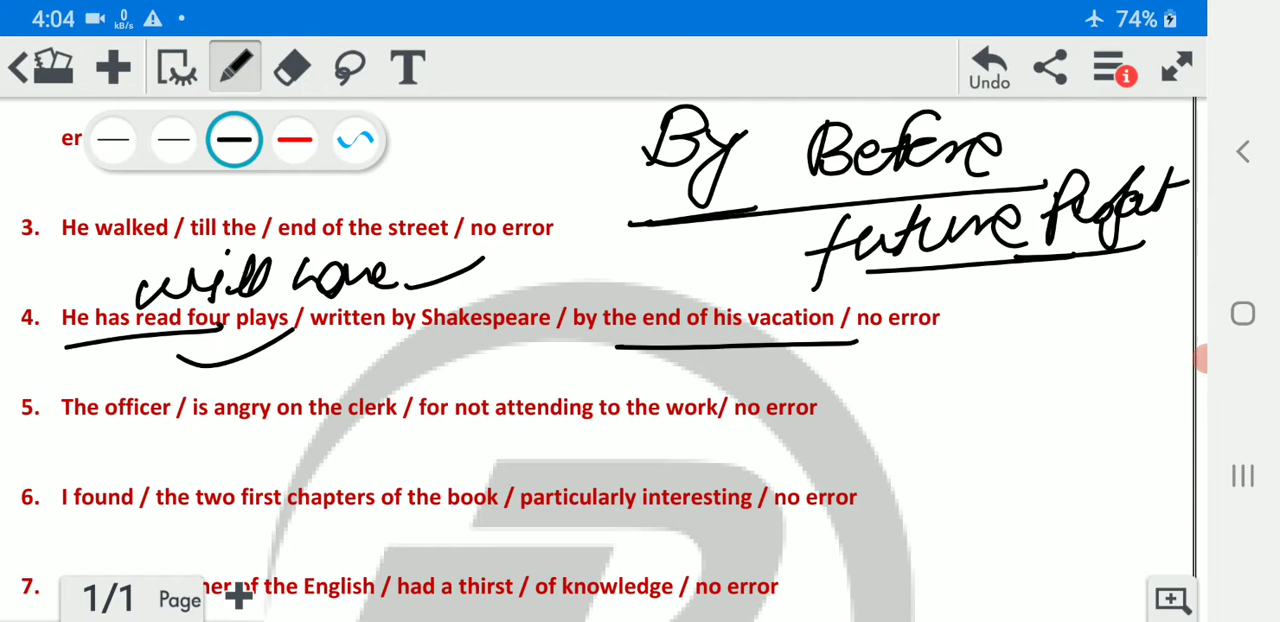 4:04 0 kB/s 74%
T Undo i
er
By Before
3. He walked / till the / end of the street / no error
future Perfect
will have
4. He has read four plays / written by Shakespeare / by the end of his vacation / no error
5. The officer / is angry on the clerk / for not attending to the work/ no error
6. I found / the two first chapters of the book / particularly interesting / no error
7. of the English / had a thirst / of knowledge / no error
1/1 Page